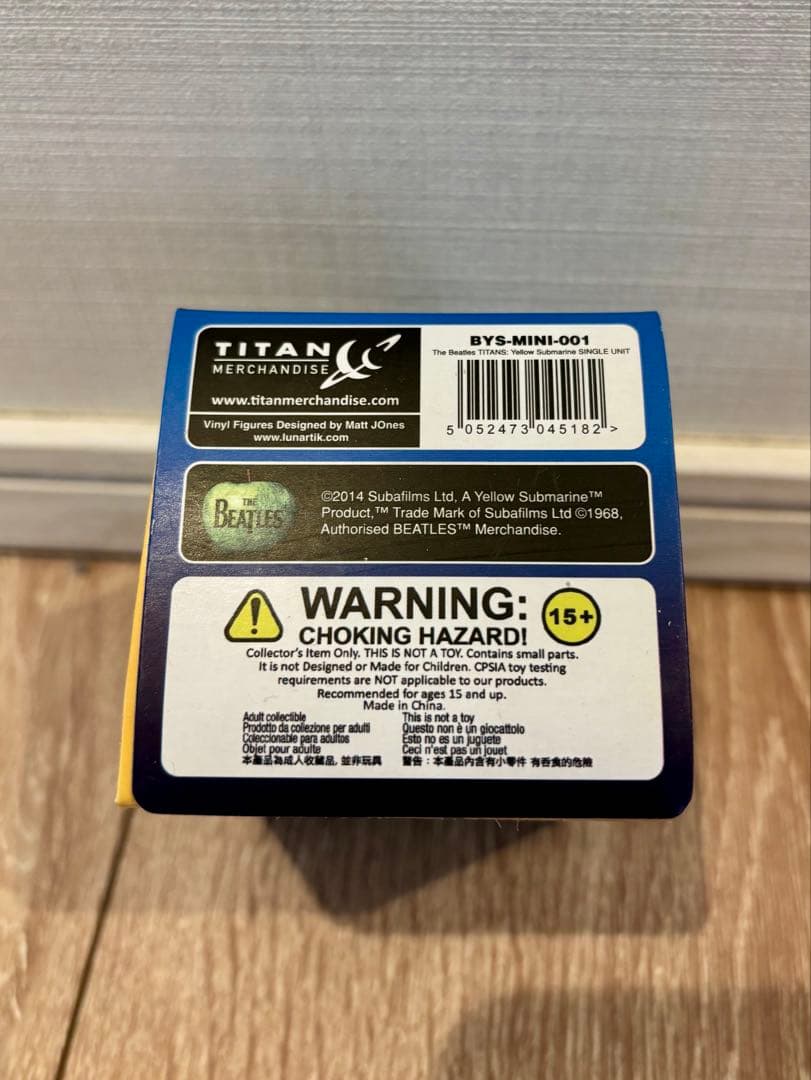 TITAN
MERCHANDISE
www.titanmerchandise.com
Vinyl Figures Designed by Matt JOnes
www.lunartik.com
BYS-MINI-001
The Beatles TITANS: Yellow Submarine SINGLE UNIT
5 052473 045182 >
THE
BEATLES
©2014 Subafilms Ltd, A Yellow Submarine™
Product,™ Trade Mark of Subafilms Ltd ©1968,
Authorised BEATLES™ Merchandise.
WARNING:
CHOKING HAZARD!
15+
Collector's Item Only. THIS IS NOT A TOY. Contains small parts.
It is not Designed or Made for Children. CPSIA toy testing
requirements are NOT applicable to our products.
Recommended for ages 15 and up.
Made in China.
Adult collectible
Prodotto da collezione per adulti
Coleccionable para adultos
Objet pour adulte
本產品為成人收藏品, 並非玩具
This is not a toy
Questo non è un giocattolo
Esto no es un juguete
Ceci n'est pas un jouet
警告：本產品內含有小零件 有吞食的危險